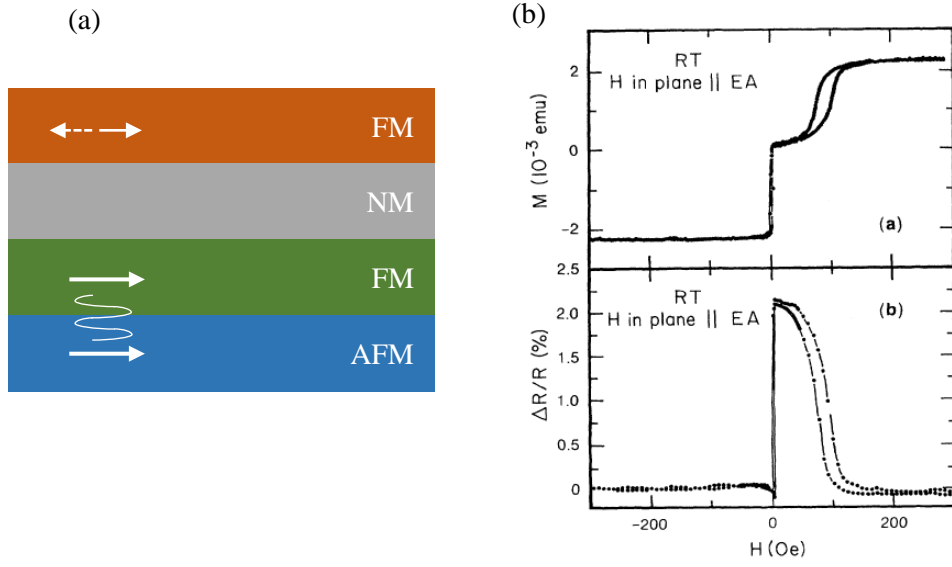 (a)
FM
NM
FM
AFM
(b)
RT
H in plane || EA
M (10⁻³ emu)
2
0
-2
(a)
RT
H in plane || EA
ΔR/R (%)
2.5
2.0
1.5
1.0
0.5
0
(b)
-200
0
200
H (Oe)